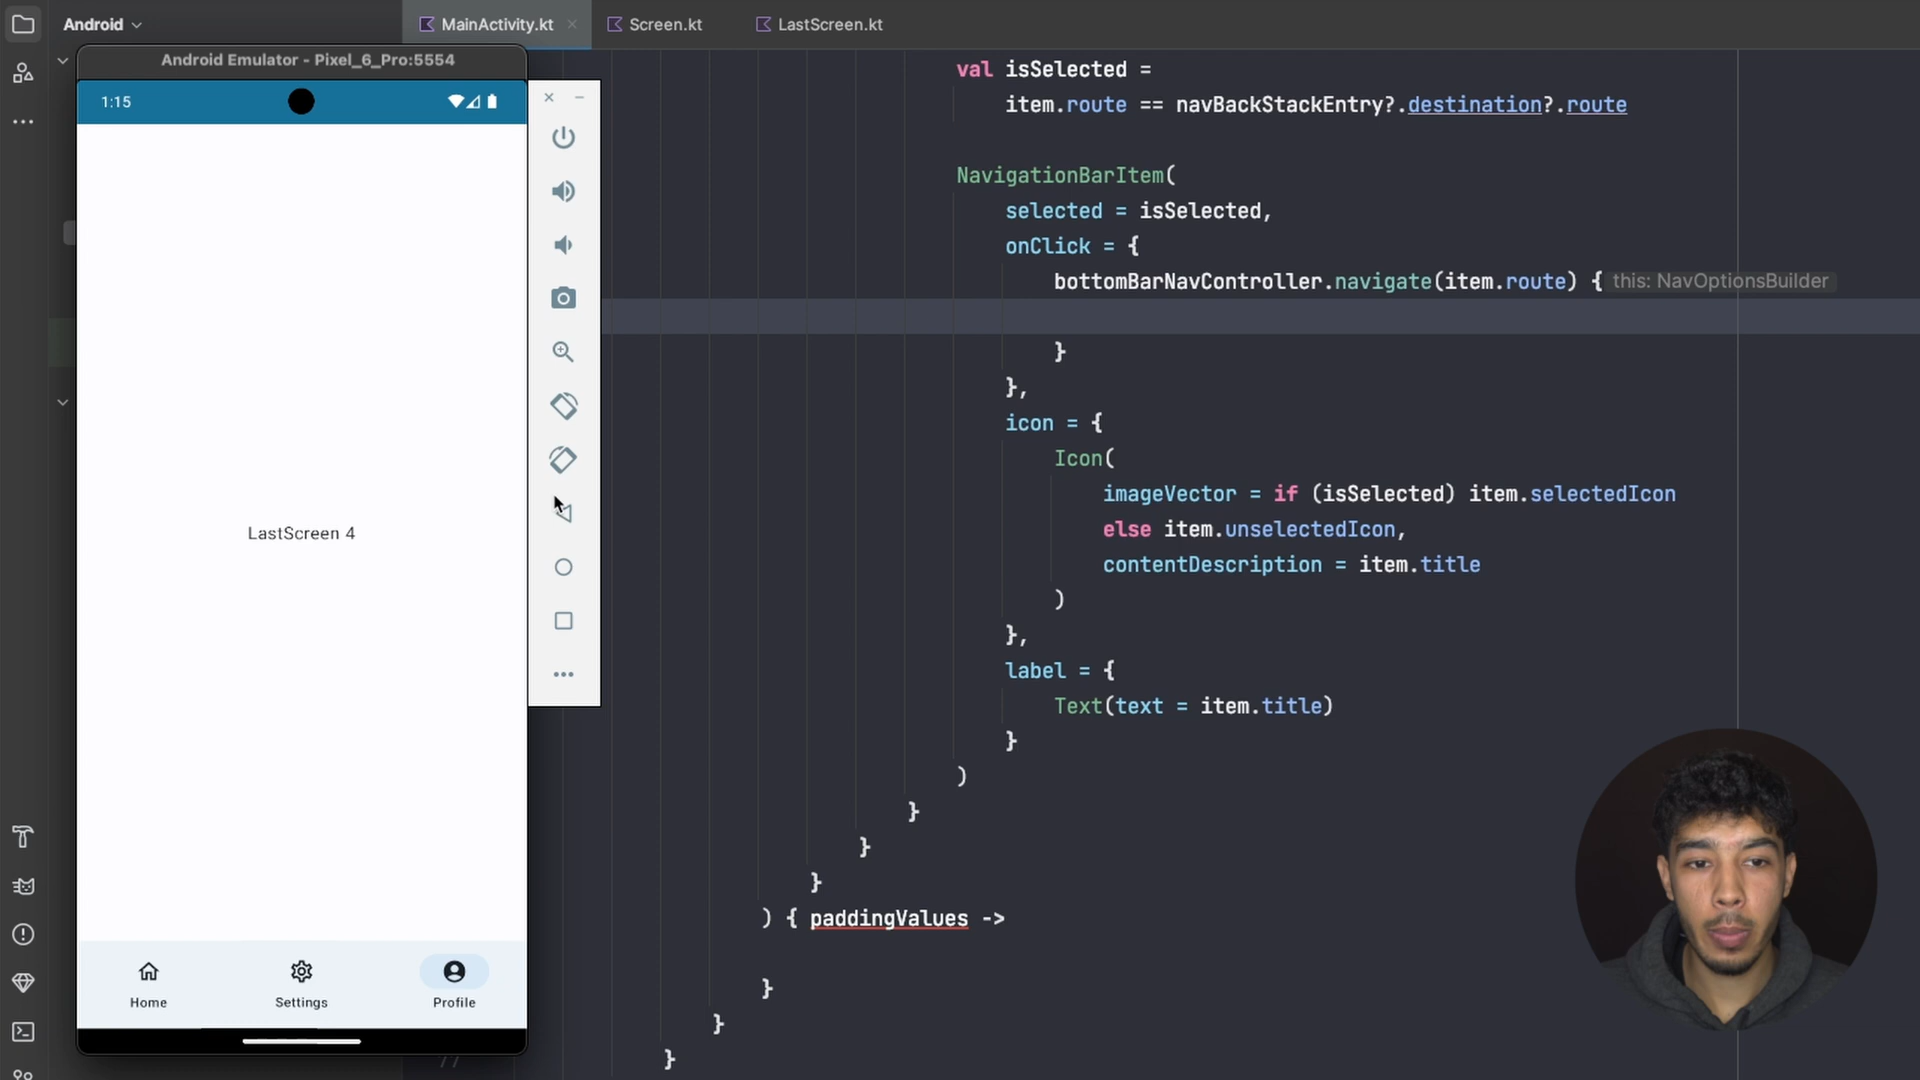 Android
MainActivity.kt
Screen.kt
LastScreen.kt
Android Emulator - Pixel_6_Pro:5554
1:15
LastScreen 4
Home
Settings
Profile
val isSelected =
item.route == navBackStackEntry?.destination?.route
NavigationBarItem(
selected = isSelected,
onClick = {
bottomBarNavController.navigate(item.route) { this: NavOptionsBuilder
}
},
icon = {
Icon(
imageVector = if (isSelected) item.selectedIcon
else item.unselectedIcon,
contentDescription = item.title
)
},
label = {
Text(text = item.title)
}
)
}
}
}
) { paddingValues ->
}
}
}
//